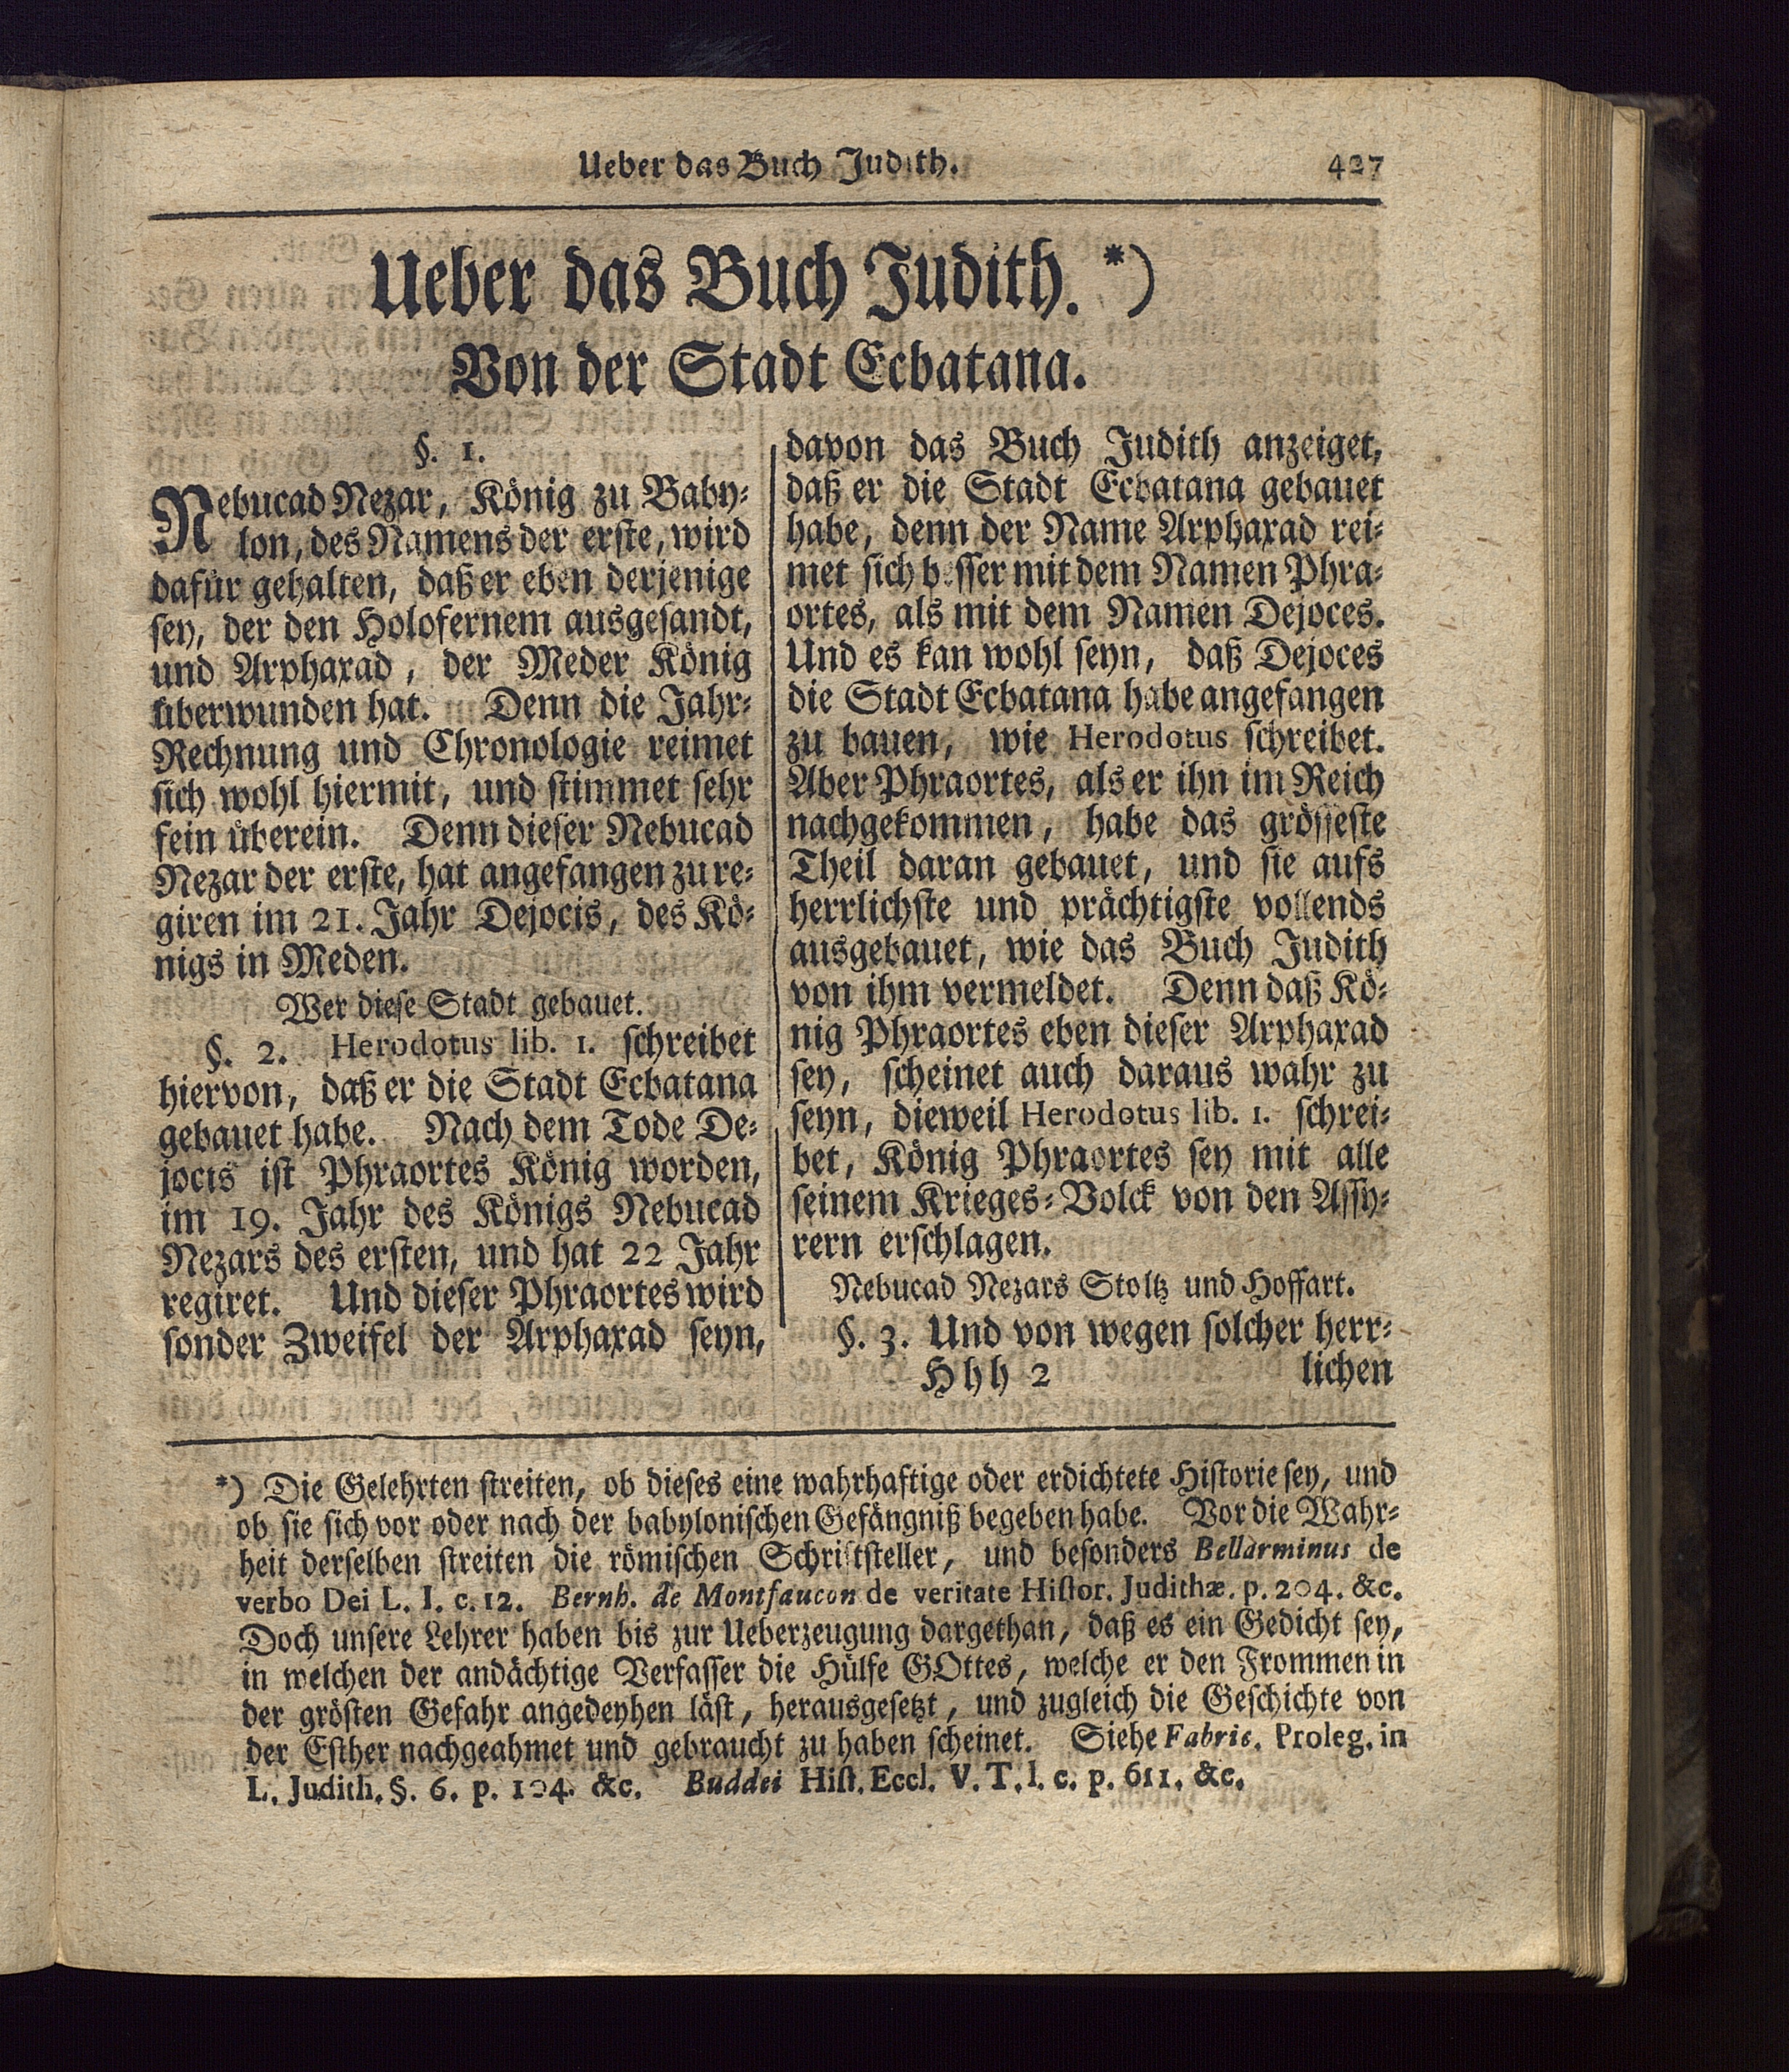 Ueber das Buch Judith. 427
Ueber das Buch Judith. *)
Von der Stadt Ecbatana.
§. 1.
Nebucad Nezar, König zu Baby-
lon, des Namens der erste, wird
dafür gehalten, daß er eben derjenige
sey, der den Holofernem ausgesandt,
und Arphaxad, der Meder König
überwunden hat. Denn die Jahr-
Rechnung und Chronologie reimet
sich wohl hiermit, und stimmet sehr
fein überein. Denn dieser Nebucad
Nezar der erste, hat angefangen zu re-
giren im 21. Jahr Dejocis, des Kö-
nigs in Meden.
Wer diese Stadt gebauet.
§. 2. Herodotus lib. 1. schreibet
hiervon, daß er die Stadt Ecbatana
gebauet habe. Nach dem Tode De-
jocis ist Phraortes König worden,
im 19. Jahr des Königs Nebucad
Nezars des ersten, und hat 22 Jahr
regiret. Und dieser Phraortes wird
sonder Zweifel der Arphaxad seyn,
davon das Buch Judith anzeiget,
daß er die Stadt Ecbatana gebauet
habe, denn der Name Arphaxad rei-
met sich besser mit dem Namen Phra-
ortes, als mit dem Namen Dejoces.
Und es kan wohl seyn, daß Dejoces
die Stadt Ecbatana habe angefangen
zu bauen, wie Herodotus schreibet.
Aber Phraortes, als er ihn im Reich
nachgekommen, habe das grösseste
Theil daran gebauet, und sie aufs
herrlichste und prächtigste vollends
ausgebauet, wie das Buch Judith
von ihm vermeldet. Denn daß Kö-
nig Phraortes eben dieser Arphaxad
sey, scheinet auch daraus wahr zu
seyn, dieweil Herodotus lib. 1. schrei-
bet, König Phraortes sey mit alle
seinem Krieges-Volck von den Assy-
rern erschlagen.
Nebucad Nezars Stoltz und Hoffart.
§. 3. Und von wegen solcher herr-
Hhh 2 lichen
*) Die Gelehrten streiten, ob dieses eine wahrhaftige oder erdichtete Historie sey, und
ob sie sich vor oder nach der babylonischen Gefängniß begeben habe. Vor die Wahr-
heit derselben streiten die römischen Schriftsteller, und besonders Bellarminus de
verbo Dei L. I. c. 12. Bernh. de Montfaucon de veritate Histor. Judithæ. p. 204. &c.
Doch unsere Lehrer haben bis zur Ueberzeugung dargethan, daß es ein Gedicht sey,
in welchen der andächtige Verfasser die Hülfe GOttes, welche er den Frommen in
der grösten Gefahr angedeyhen läst, herausgesetzt, und zugleich die Geschichte von
der Esther nachgeahmet und gebraucht zu haben scheinet. Siehe Fabric. Proleg. in
L. Judith. §. 6. p. 104. &c. Buddei Hist. Eccl. V. T. l. c. p. 611. &c.